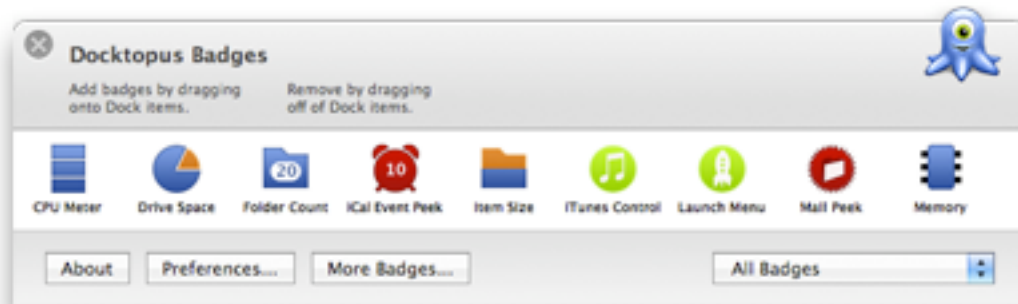 Docktopus Badges
Add badges by dragging
onto Dock items.
Remove by dragging
off of Dock items.
20
10
CPU Meter
Drive Space
Folder Count
iCal Event Peek
Item Size
iTunes Control
Launch Menu
Mail Peek
Memory
About
Preferences...
More Badges...
All Badges